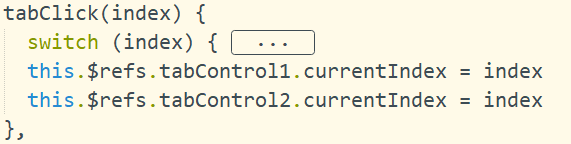 tabClick(index) {
switch (index) { ...
this.$refs.tabControl1.currentIndex = index
this.$refs.tabControl2.currentIndex = index
},